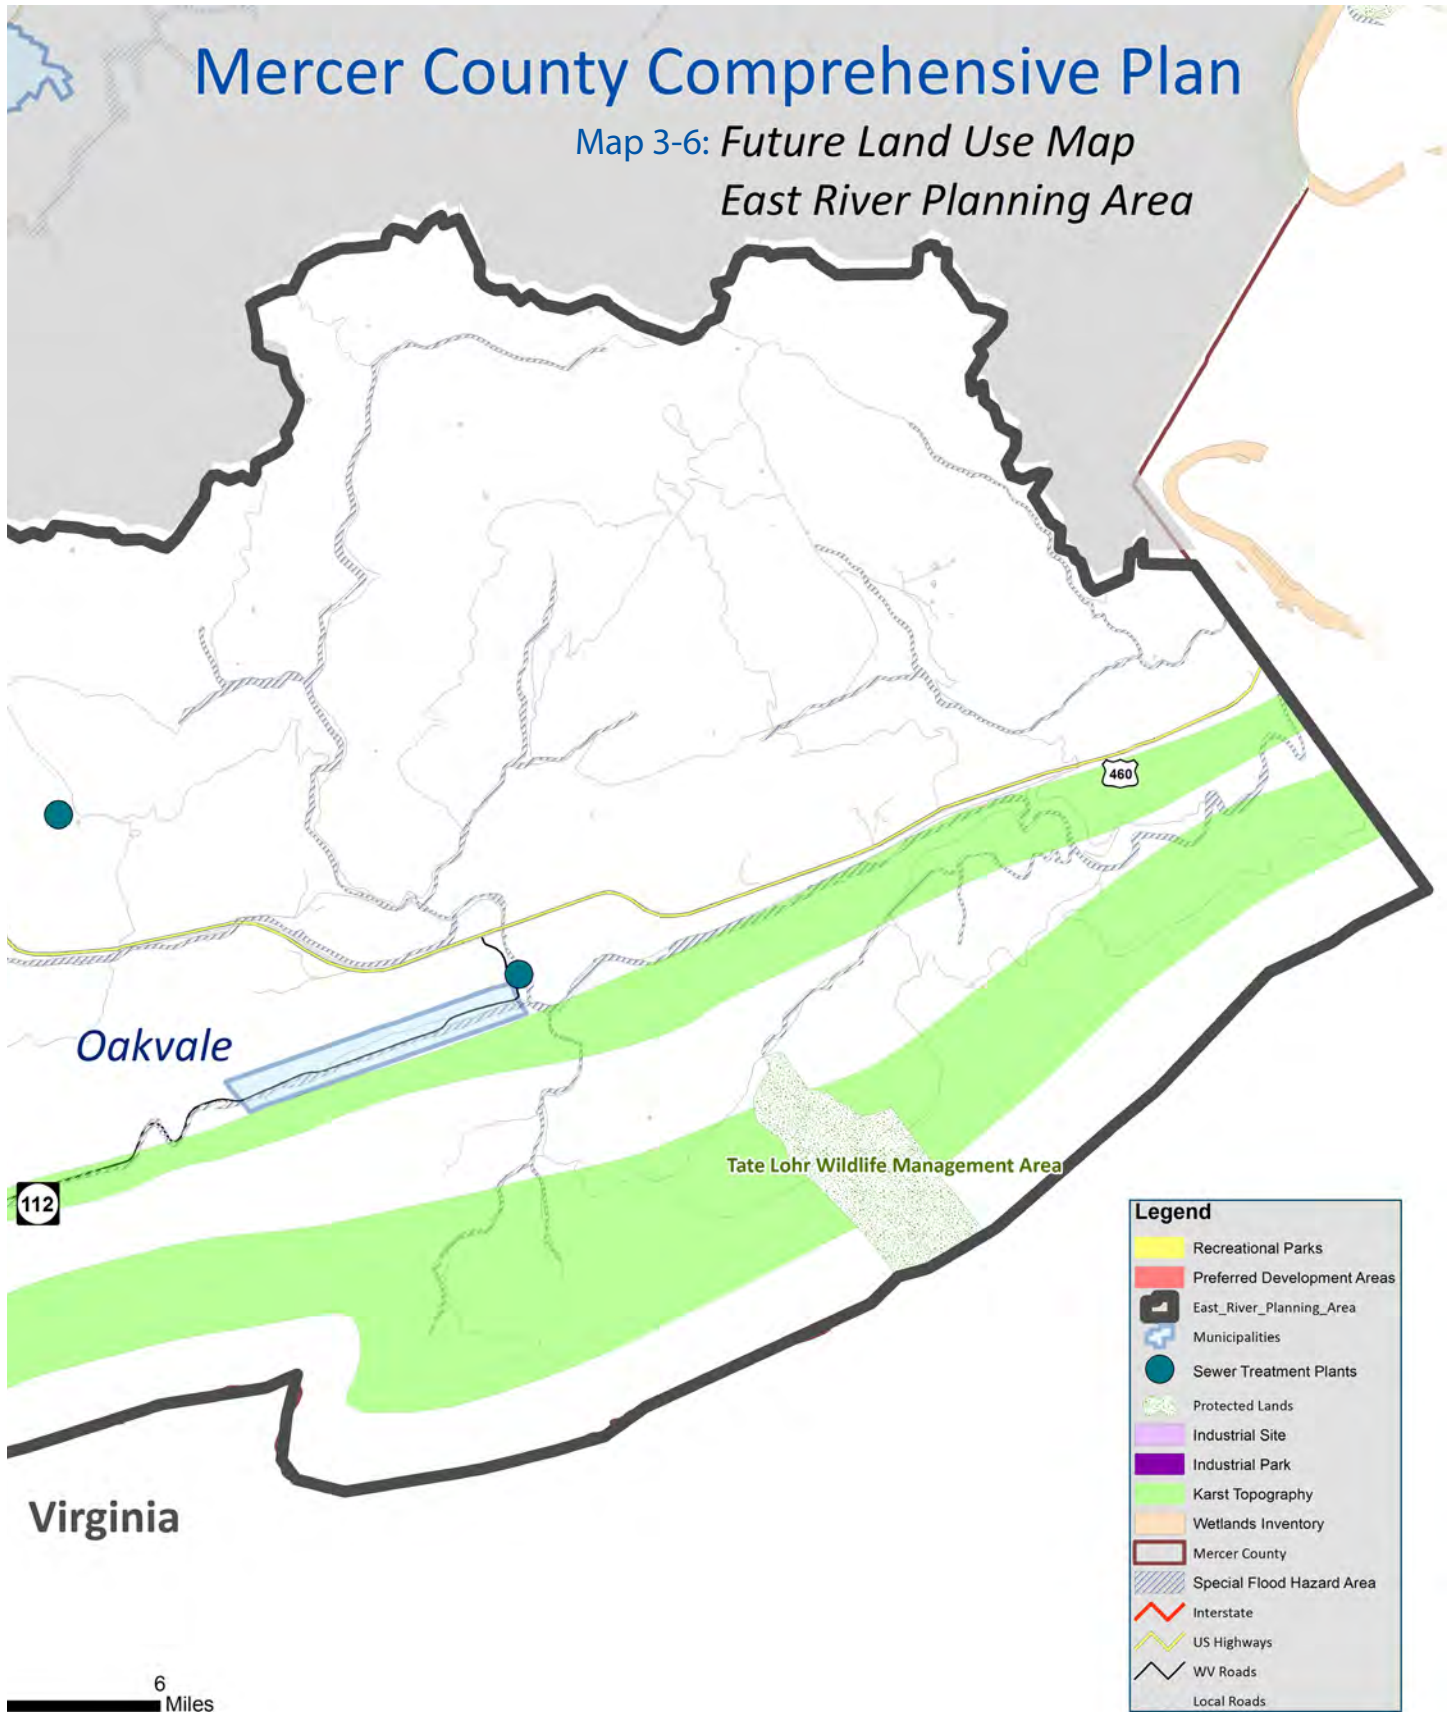 Mercer County Comprehensive Plan
Map 3-6: Future Land Use Map
East River Planning Area
460
Oakvale
Tate Lohr Wildlife Management Area
112
Virginia
Legend
Recreational Parks
Preferred Development Areas
East_River_Planning_Area
Municipalities
Sewer Treatment Plants
Protected Lands
Industrial Site
Industrial Park
Karst Topography
Wetlands Inventory
Mercer County
Special Flood Hazard Area
Interstate
US Highways
WV Roads
Local Roads
6
Miles